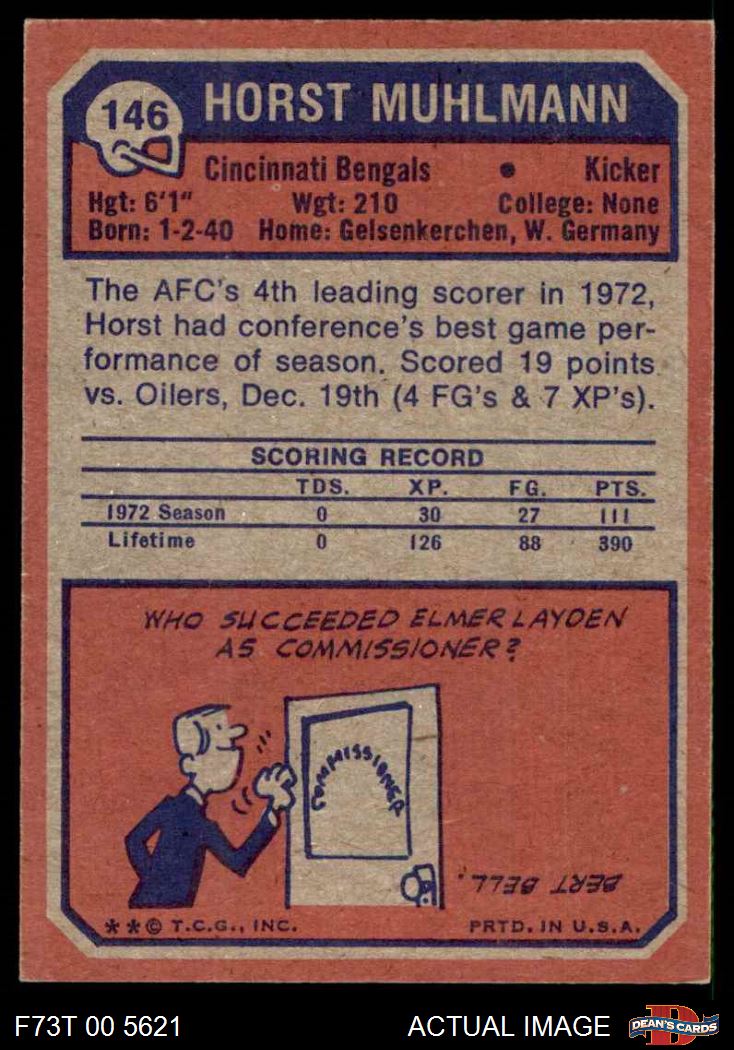 146
HORST MUHLMANN
Cincinnati Bengals • Kicker
Hgt: 6'1" Wgt: 210 College: None
Born: 1-2-40 Home: Gelsenkerchen, W. Germany
The AFC's 4th leading scorer in 1972,
Horst had conference's best game per-
formance of season. Scored 19 points
vs. Oilers, Dec. 19th (4 FG's & 7 XP's).
SCORING RECORD
TDS. XP. FG. PTS.
1972 Season 0 30 27 111
Lifetime 0 126 88 390
WHO SUCCEEDED ELMER LAYDEN
AS COMMISSIONER?
COMMISSIONER
BERT BELL.
**© T.C.G., INC. PRTD. IN U.S.A.
F73T 00 5621 ACTUAL IMAGE D DEAN'S CARDS